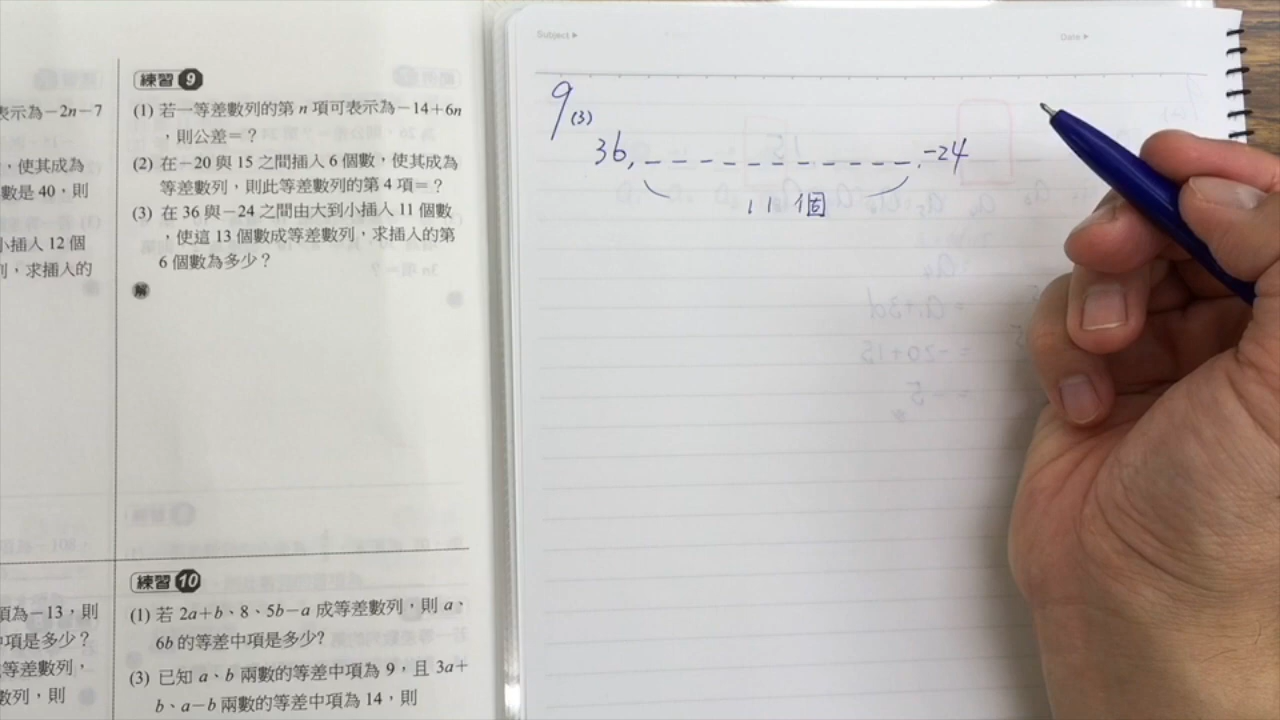 表示為−2n−7
，使其成為
數是 40，則
小插入 12 個
列，求插入的
練習 9
(1) 若一等差數列的第 n 項可表示為−14+6n
，則公差=？
(2) 在−20 與 15 之間插入 6 個數，使其成為
等差數列，則此等差數列的第 4 項=？
(3) 在 36 與−24 之間由大到小插入 11 個數
，使這 13 個數成等差數列，求插入的第
6 個數為多少？
解
項為−13，則
中項是多少？
成等差數列，
數列，則
練習 10
(1) 若 2a+b、8、5b−a 成等差數列，則 a、
6b 的等差中項是多少?
(3) 已知 a、b 兩數的等差中項為 9，且 3a+
b、a−b 兩數的等差中項為 14，則
Subject ▶
Date ▶
9(3)
36, _ _ _ _ _ _ _ _ _ _ _ , −24
11 個